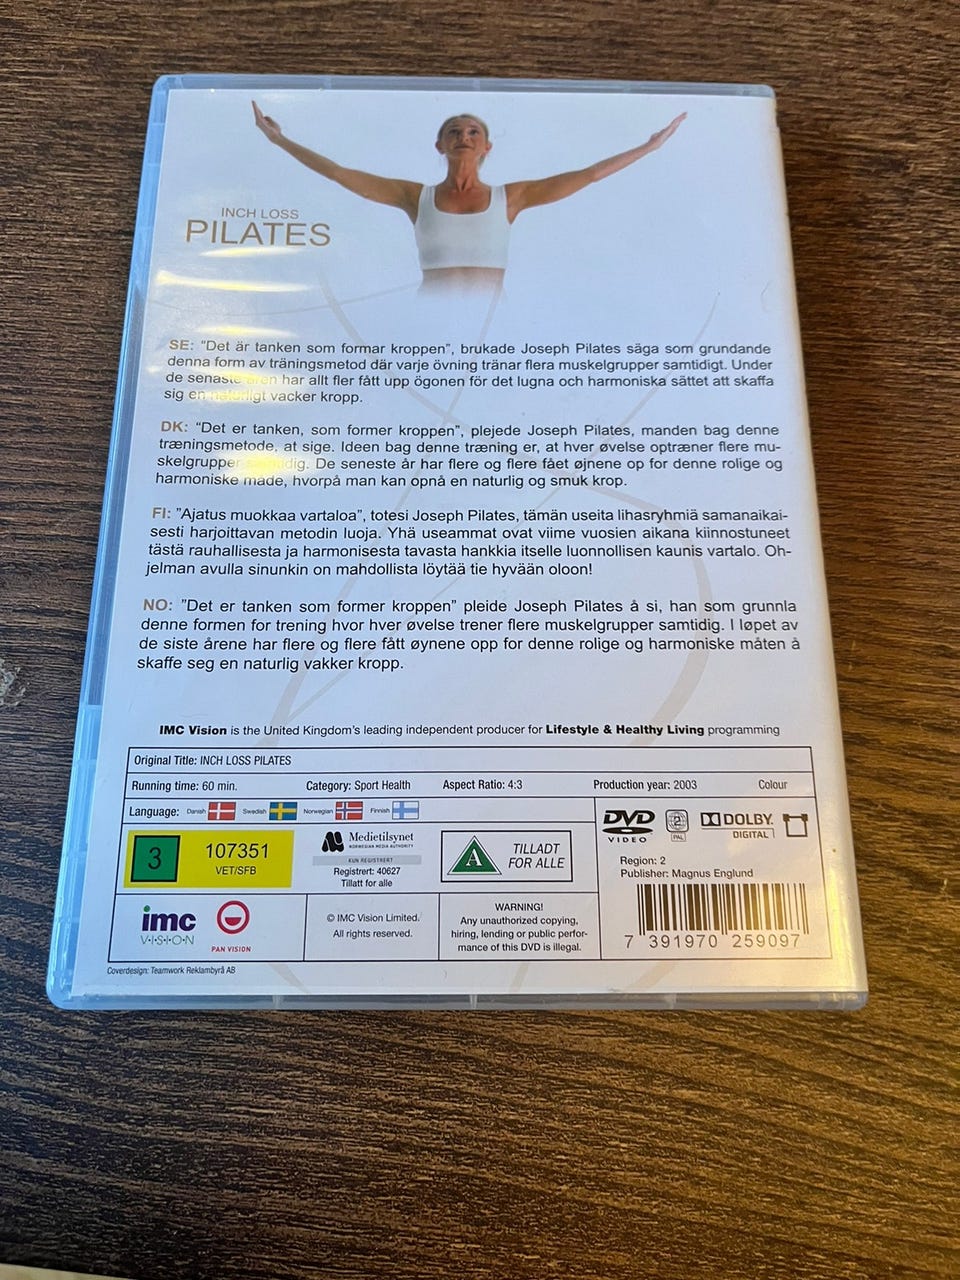 INCH LOSS
PILATES
SE: "Det är tanken som formar kroppen", brukade Joseph Pilates säga som grundande
denna form av träningsmetod där varje övning tränar flera muskelgrupper samtidigt. Under
de senaste åren har allt fler fått upp ögonen för det lugna och harmoniska sättet att skaffa
sig en naturligt vacker kropp.
DK: "Det er tanken, som former kroppen", plejede Joseph Pilates, manden bag denne
træningsmetode, at sige. Ideen bag denne træning er, at hver øvelse optræner flere mu-
skelgrupper samtidig. De seneste år har flere og flere fået øjnene op for denne rolige og
harmoniske måde, hvorpå man kan opnå en naturlig og smuk krop.
FI: "Ajatus muokkaa vartaloa", totesi Joseph Pilates, tämän useita lihasryhmiä samanaikai-
sesti harjoittavan metodin luoja. Yhä useammat ovat viime vuosien aikana kiinnostuneet
tästä rauhallisesta ja harmonisesta tavasta hankkia itselle luonnollisen kaunis vartalo. Oh-
jelman avulla sinunkin on mahdollista löytää tie hyvään oloon!
NO: "Det er tanken som former kroppen" pleide Joseph Pilates å si, han som grunnla
denne formen for trening hvor hver øvelse trener flere muskelgrupper samtidig. I løpet av
de siste årene har flere og flere fått øynene opp for denne rolige og harmoniske måten å
skaffe seg en naturlig vakker kropp.
IMC Vision is the United Kingdom's leading independent producer for Lifestyle & Healthy Living programming
Original Title: INCH LOSS PILATES
Running time: 60 min. Category: Sport Health Aspect Ratio: 4:3 Production year: 2003 Colour
Language: Danish Swedish Norwegian Finnish
3 107351
VET/SFB
Medietilsynet
NORWEGIAN MEDIA AUTHORITY
KUN REGISTRERT
Registrert: 40627
Tillatt for alle
A TILLADT
FOR ALLE
DVD
VIDEO
2
PAL
DOLBY
DIGITAL
Region: 2
Publisher: Magnus Englund
7 391970 259097
imc
VISION
PAN VISION
© IMC Vision Limited.
All rights reserved.
WARNING!
Any unauthorized copying,
hiring, lending or public perfor-
mance of this DVD is illegal.
Coverdesign: Teamwork Reklambyrå AB